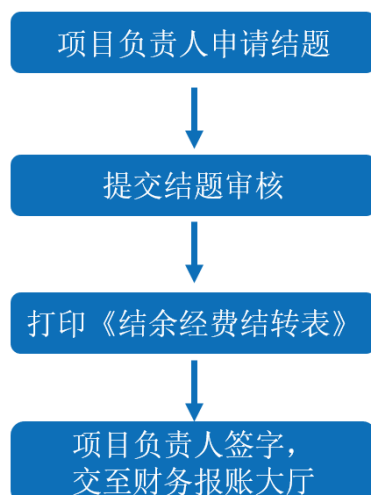 项目负责人申请结题
提交结题审核
打印《结余经费结转表》
项目负责人签字，
交至财务报账大厅